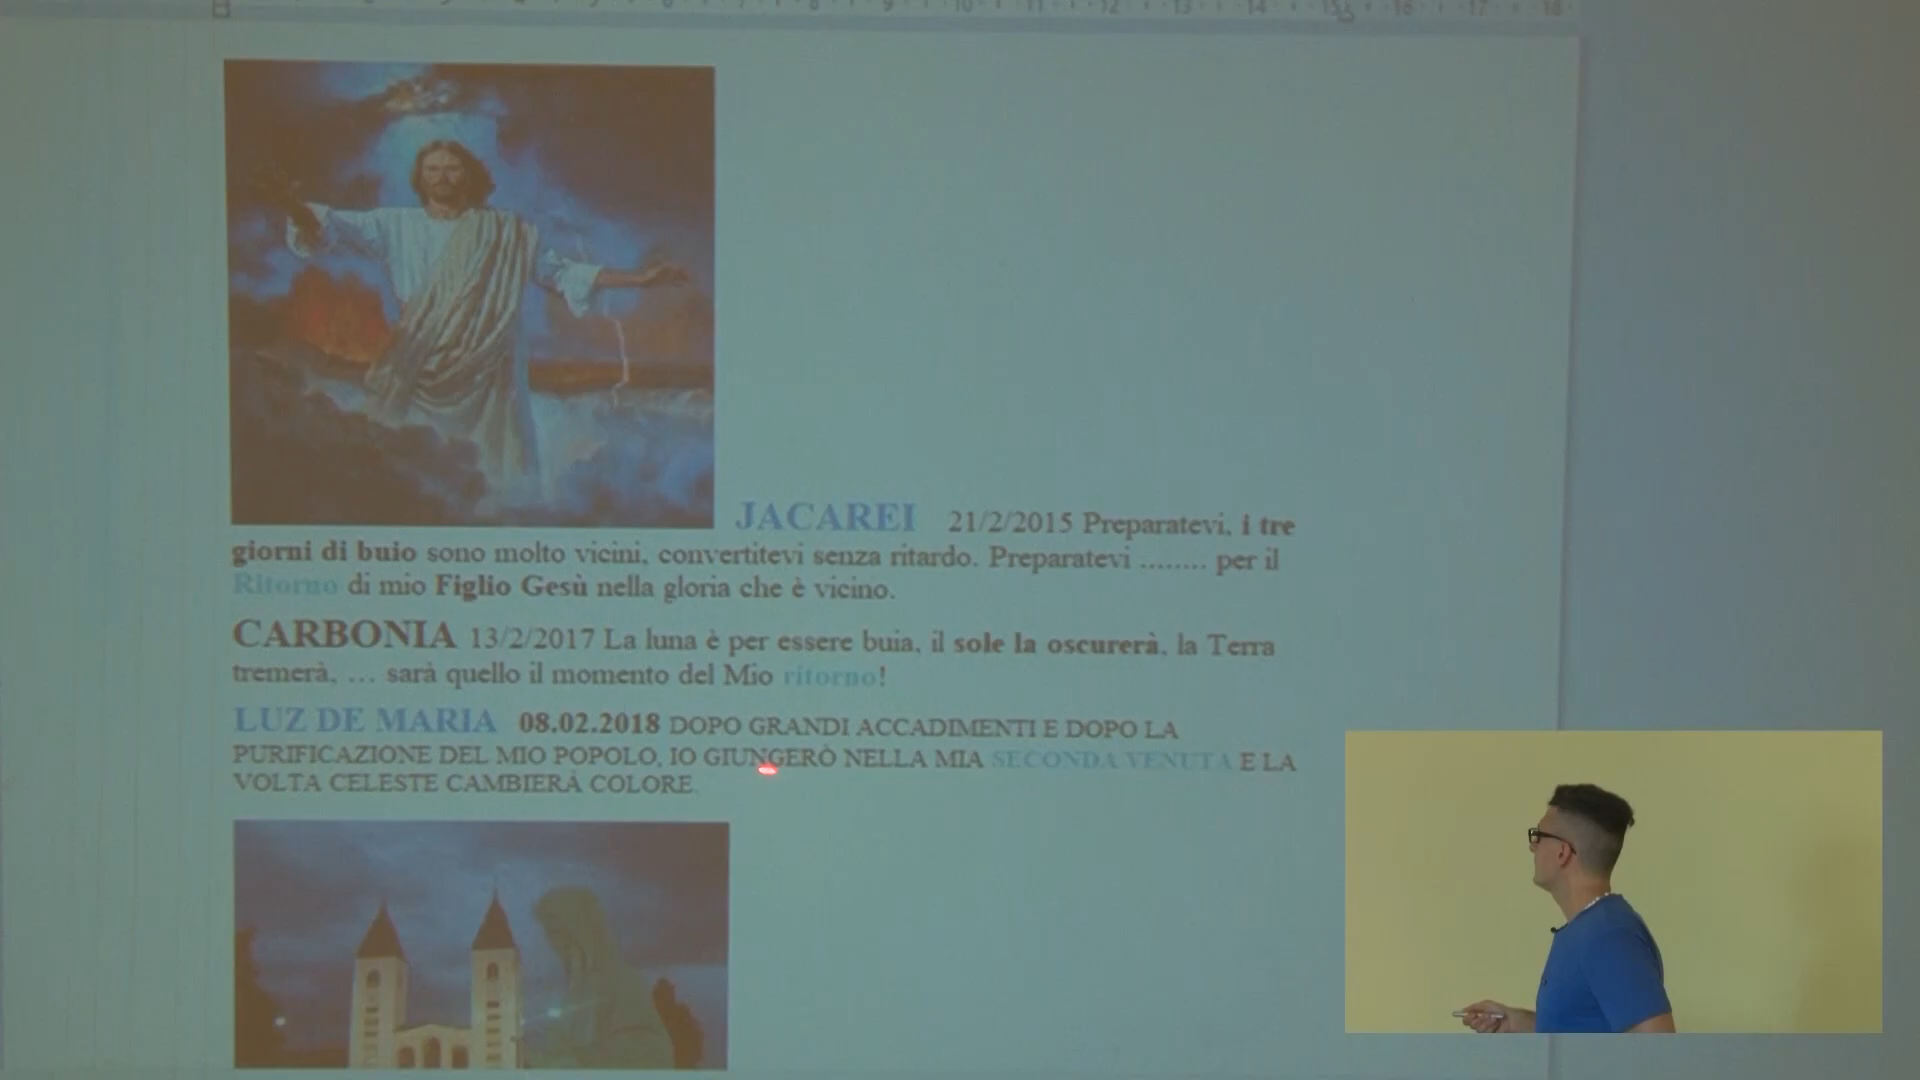 JACAREI 21/2/2015 Preparatevi, i tre
giorni di buio sono molto vicini, convertitevi senza ritardo. Preparatevi ........ per il
Ritorno di mio Figlio Gesù nella gloria che è vicino.
CARBONIA 13/2/2017 La luna è per essere buia, il sole la oscurerà, la Terra
tremerà, … sarà quello il momento del Mio ritorno!
LUZ DE MARIA 08.02.2018 DOPO GRANDI ACCADIMENTI E DOPO LA
PURIFICAZIONE DEL MIO POPOLO, IO GIUNGERÒ NELLA MIA SECONDA VENUTA E LA
VOLTA CELESTE CAMBIERÀ COLORE.